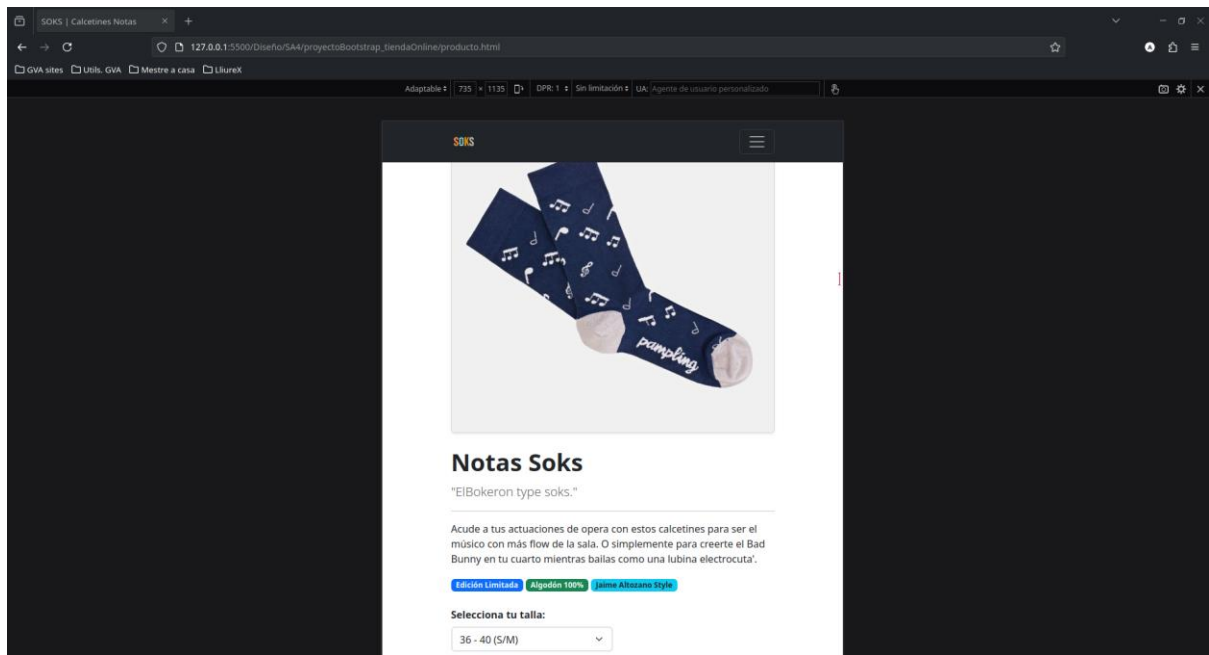 SOKS | Calcetines Notas
127.0.0.1:5500/Diseño/SA4/proyectoBootstrap_tiendaOnline/producto.html
GVA sites Utils. GVA Mestre a casa LliureX
Adaptable 735 × 1135 DPR: 1 Sin limitación UA: Agente de usuario personalizado
SOKS
pampling
Notas Soks
"ElBokeron type soks."
Acude a tus actuaciones de opera con estos calcetines para ser el
músico con más flow de la sala. O simplemente para creerte el Bad
Bunny en tu cuarto mientras bailas como una lubina electrocuta'.
Edición Limitada Algodón 100% Jaime Altozano Style
Selecciona tu talla:
36 - 40 (S/M)